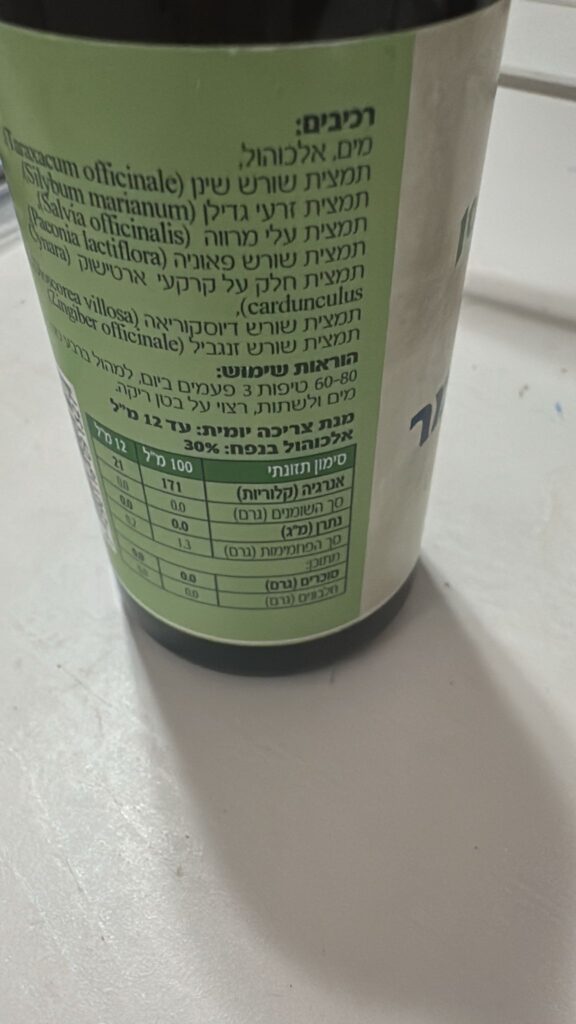 רכיבים:
מים, אלכוהול,
תמצית שורש שינן (Taraxacum officinale)
תמצית זרעי גדילן (Silybum marianum)
תמצית עלי מרווה (Salvia officinalis),
תמצית שורש פאוניה (Paeonia lactiflora)
תמצית חלק על קרקעי ארטישוק (Cynara
cardunculus),
תמצית שורש דיוסקוריאה (Dioscorea villosa)
תמצית שורש זנגביל (Zingiber officinale)
הוראות שימוש:
60-80 טיפות 3 פעמים ביום, למהול ברבע
מים ולשתות, רצוי על בטן ריקה.
מנת צריכה יומית: עד 12 מ"ל
אלכוהול בנפח: 30%
סימון תזונתי 100 מ"ל 12 מ"ל
אנרגיה (קלוריות) 171 21
סך השומנים (גרם) 0.0 0.0
נתרן (מ"ג) 0.0 0.0
סך הפחמימות (גרם) 1.3 0.2
מתוכן:
סוכרים (גרם) 0.0 0.0
חלבונים (גרם) 0.0 0.0